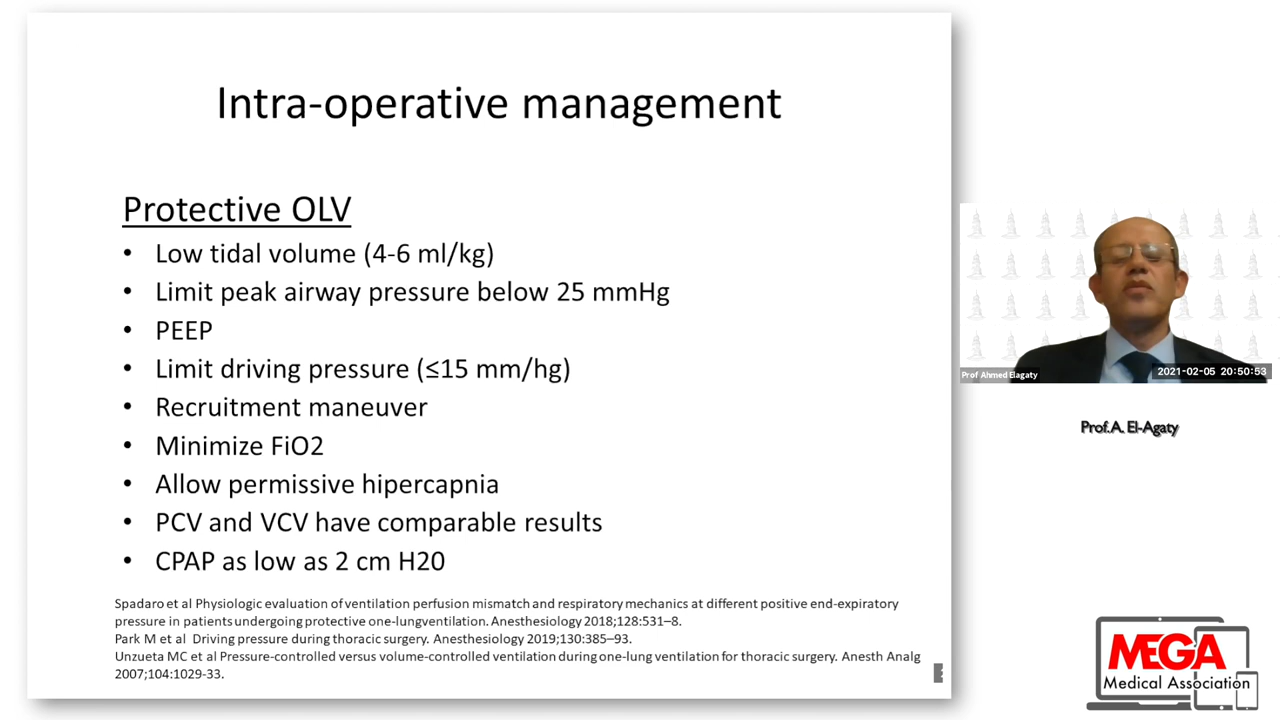 Intra-operative management
Protective OLV
• Low tidal volume (4-6 ml/kg)
• Limit peak airway pressure below 25 mmHg
• PEEP
• Limit driving pressure (≤15 mm/hg)
• Recruitment maneuver
• Minimize FiO2
• Allow permissive hipercapnia
• PCV and VCV have comparable results
• CPAP as low as 2 cm H20
Spadaro et al Physiologic evaluation of ventilation perfusion mismatch and respiratory mechanics at different positive end-expiratory
pressure in patients undergoing protective one-lungventilation. Anesthesiology 2018;128:531–8.
Park M et al Driving pressure during thoracic surgery. Anesthesiology 2019;130:385–93.
Unzueta MC et al Pressure-controlled versus volume-controlled ventilation during one-lung ventilation for thoracic surgery. Anesth Analg
2007;104:1029-33.
Prof Ahmed Elagaty
2021-02-05 20:50:53
Prof.A. El-Agaty
MEGA
Medical Association